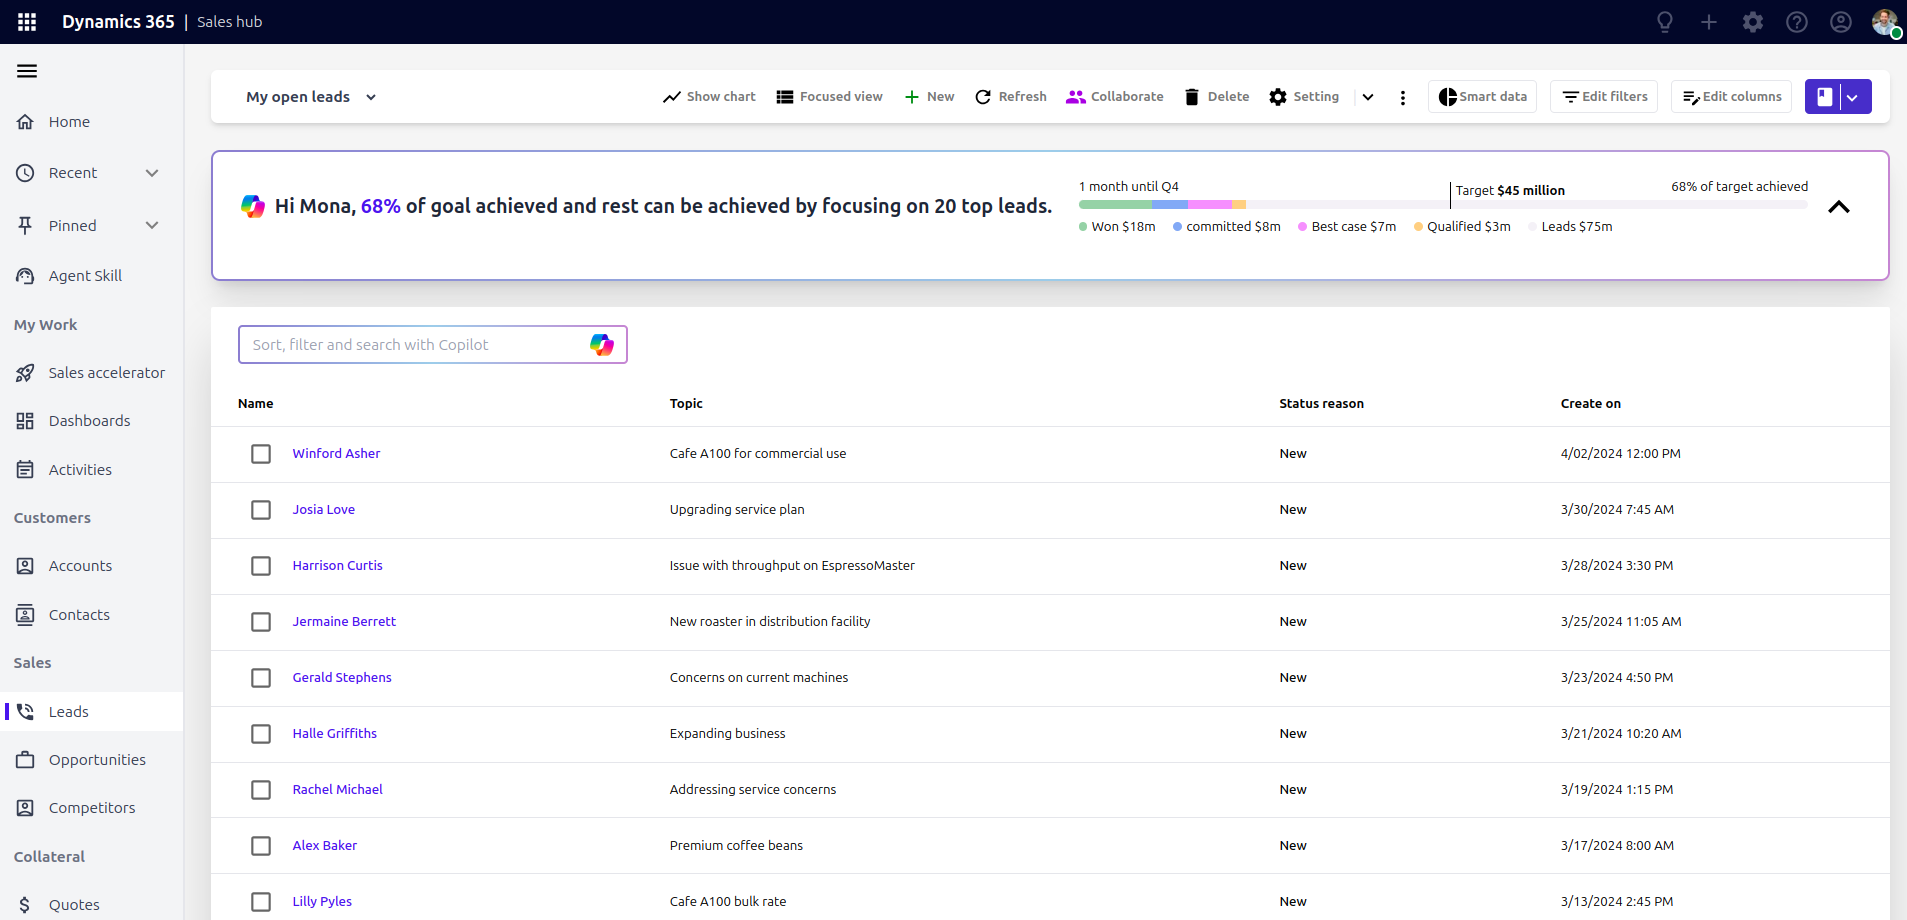 Dynamics 365 | Sales hub
My open leads
Show chart
Focused view
New
Refresh
Collaborate
Delete
Setting
Smart data
Edit filters
Edit columns
Home
Recent
Pinned
Agent Skill
My Work
Sales accelerator
Dashboards
Activities
Customers
Accounts
Contacts
Sales
Leads
Opportunities
Competitors
Collateral
Quotes
Hi Mona, 68% of goal achieved and rest can be achieved by focusing on 20 top leads.
1 month until Q4
Target $45 million
68% of target achieved
Won $18m committed $8m Best case $7m Qualified $3m Leads $75m
Sort, filter and search with Copilot
Name Topic Status reason Create on
Winford Asher Cafe A100 for commercial use New 4/02/2024 12:00 PM
Josia Love Upgrading service plan New 3/30/2024 7:45 AM
Harrison Curtis Issue with throughput on EspressoMaster New 3/28/2024 3:30 PM
Jermaine Berrett New roaster in distribution facility New 3/25/2024 11:05 AM
Gerald Stephens Concerns on current machines New 3/23/2024 4:50 PM
Halle Griffiths Expanding business New 3/21/2024 10:20 AM
Rachel Michael Addressing service concerns New 3/19/2024 1:15 PM
Alex Baker Premium coffee beans New 3/17/2024 8:00 AM
Lilly Pyles Cafe A100 bulk rate New 3/13/2024 2:45 PM